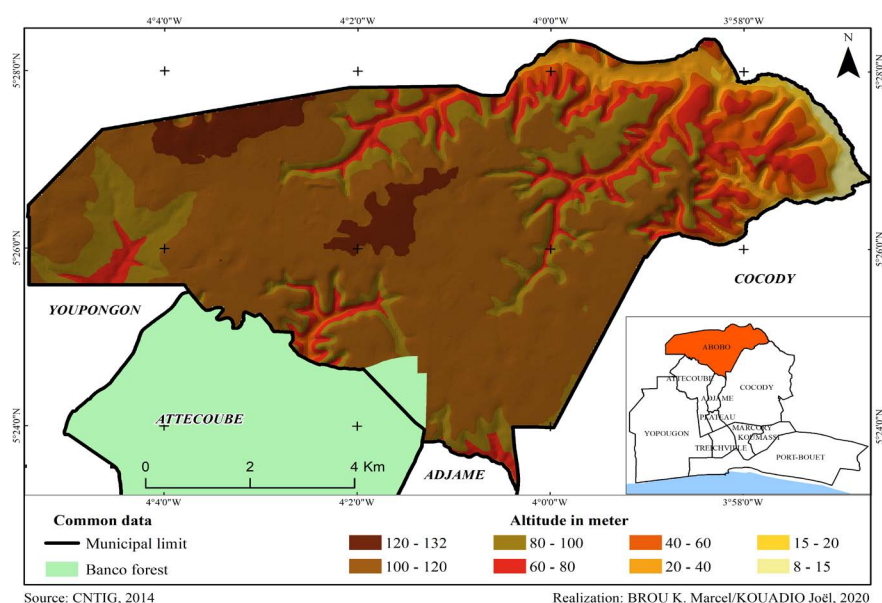 4°4'0"W 4°2'0"W 4°0'0"W 3°58'0"W
N
5°28'0"N 5°28'0"N
5°26'0"N 5°26'0"N
COCODY
YOUPONGON
ABOBO
ATTECOUBE
COCODY
ADJAME
PLATEAU
MARCORY
KOUMASSI
YOPOUGON
TREICHVILLE
PORT-BOUET
ATTECOUBE
5°24'0"N 5°24'0"N
0 2 4 Km
ADJAME
4°4'0"W 4°2'0"W 4°0'0"W 3°58'0"W
Common data
Municipal limit
Banco forest
Altitude in meter
120 - 132 80 - 100 40 - 60 15 - 20
100 - 120 60 - 80 20 - 40 8 - 15
Source: CNTIG, 2014 Realization: BROU K. Marcel/KOUADIO Joël, 2020